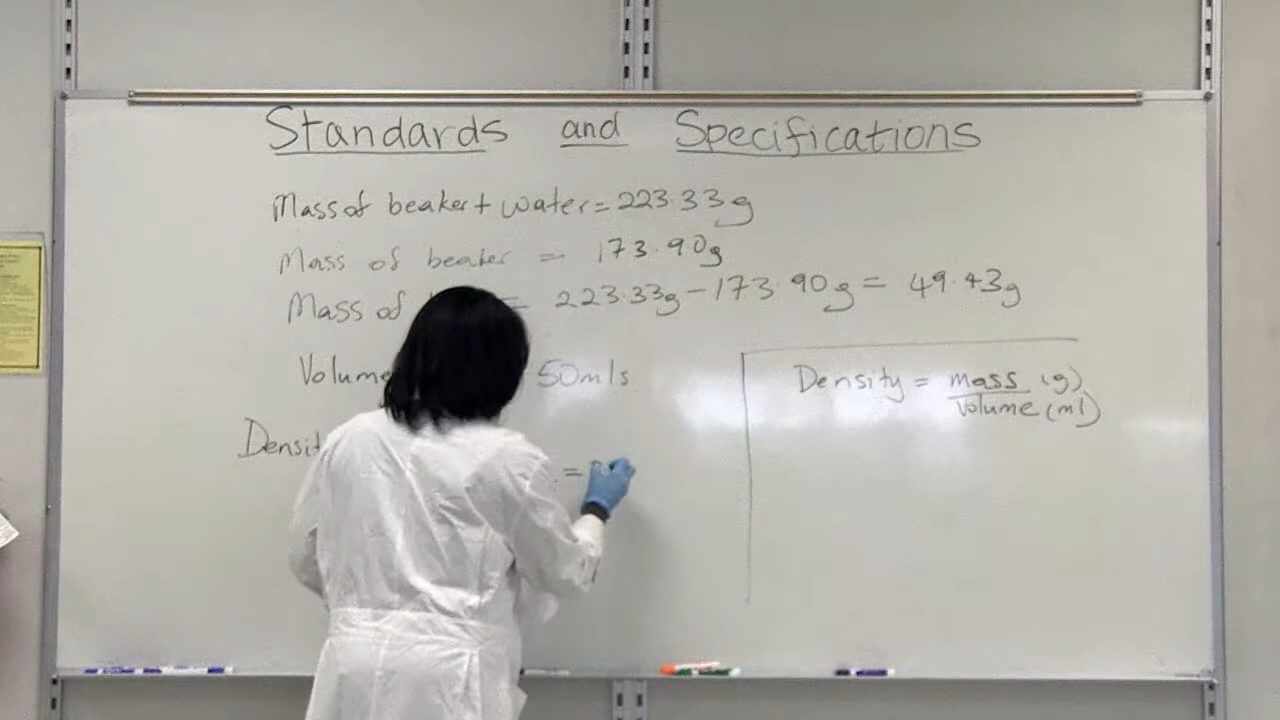 Standards and Specifications
Mass of beaker + water = 223.33g
Mass of beaker = 173.90g
Mass of = 223.33g - 173.90g = 49.43g
Volume 50mls
Density = mass (g)
Volume (ml)
=